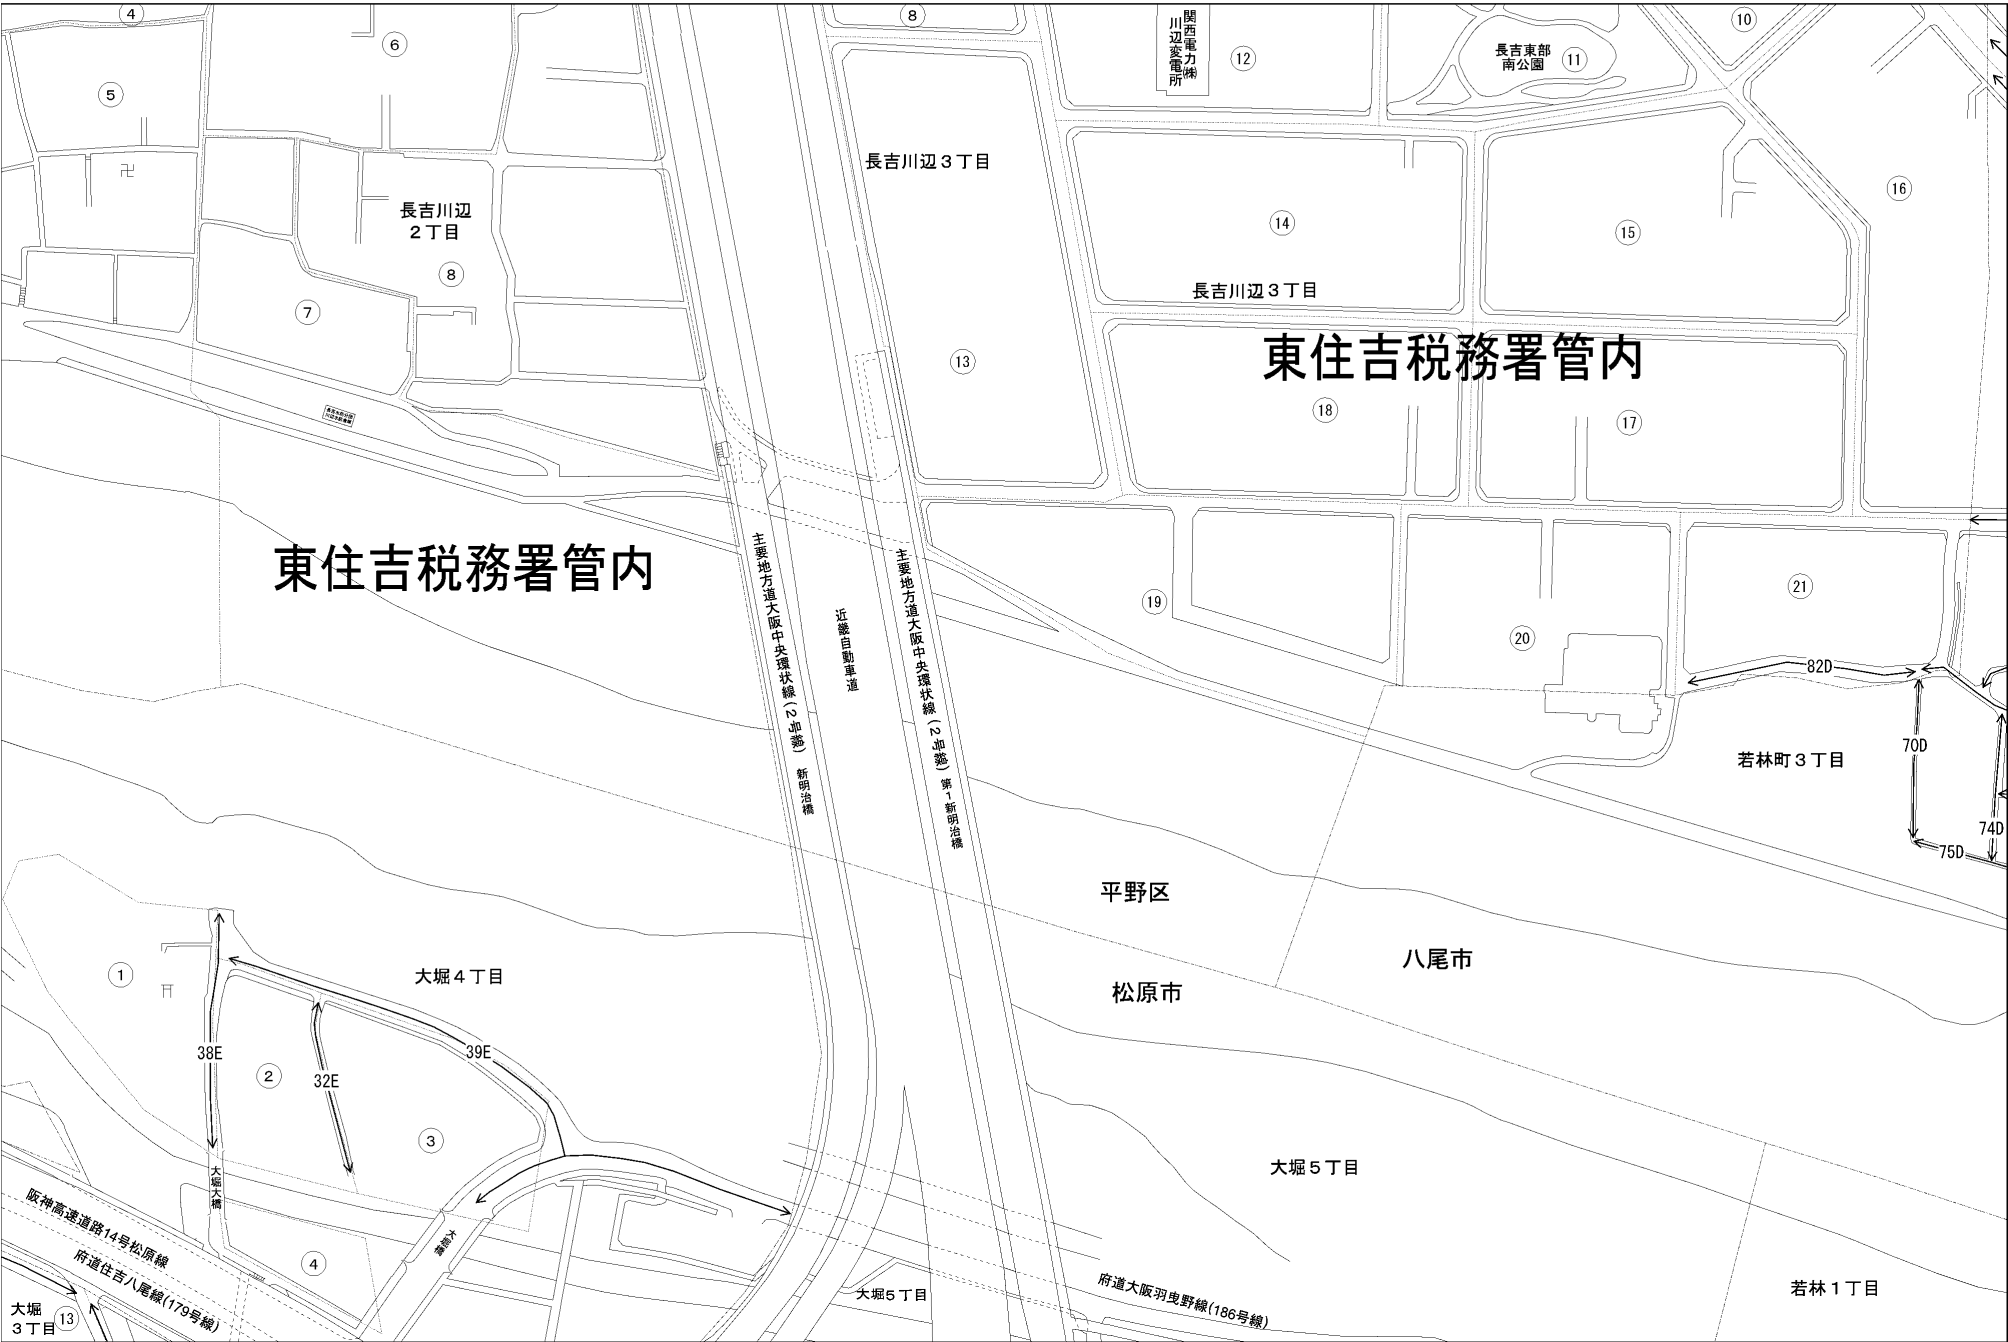 4
6
5
8
関西電力㈱
川辺変電所
12
長吉東部
南公園
11
10
長吉川辺3丁目
長吉川辺
2丁目
8
7
14
15
16
長吉川辺3丁目
東住吉税務署管内
13
18
17
東住吉税務署管内
主要地方道大阪中央環状線(2号線)
新明治橋
近畿自動車道
主要地方道大阪中央環状線(2号線)
第1新明治橋
19
20
21
82D
70D
若林町3丁目
74D
75D
平野区
八尾市
松原市
1
大堀4丁目
38E
39E
2
32E
3
大堀大橋
大堀橋
4
阪神高速道路14号松原線
府道住吉八尾線(179号線)
大堀
3丁目
13
大堀5丁目
大堀5丁目
府道大阪羽曳野線(186号線)
若林1丁目